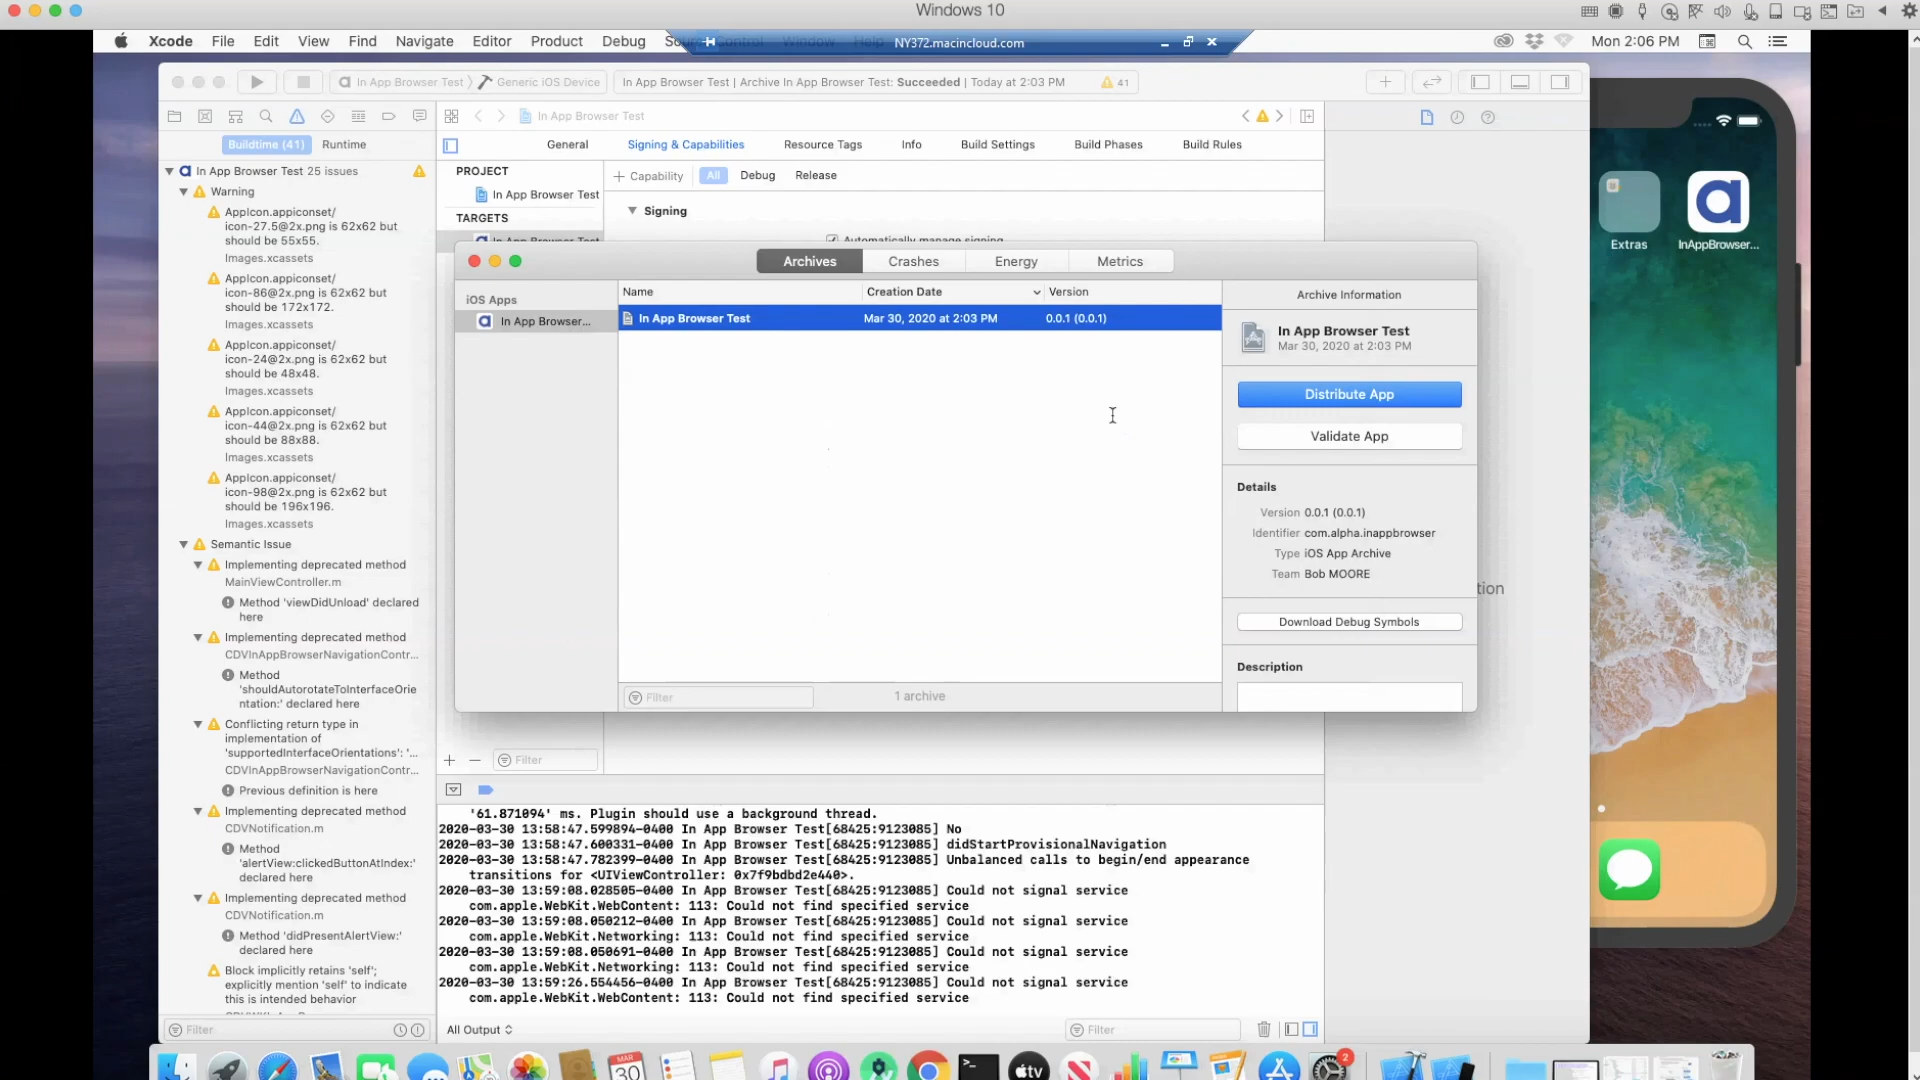 Windows 10
Xcode File Edit View Find Navigate Editor Product Debug
NY372.macincloud.com
Mon 2:06 PM
In App Browser Test
Generic iOS Device
In App Browser Test | Archive In App Browser Test: Succeeded | Today at 2:03 PM
41
In App Browser Test
Buildtime (41) Runtime
General Signing & Capabilities Resource Tags Info Build Settings Build Phases Build Rules
In App Browser Test 25 issues
Warning
AppIcon.appiconset/
icon-27.5@2x.png is 62x62 but
should be 55x55.
Images.xcassets
AppIcon.appiconset/
icon-86@2x.png is 62x62 but
should be 172x172.
Images.xcassets
AppIcon.appiconset/
icon-24@2x.png is 62x62 but
should be 48x48.
Images.xcassets
AppIcon.appiconset/
icon-44@2x.png is 62x62 but
should be 88x88.
Images.xcassets
AppIcon.appiconset/
icon-98@2x.png is 62x62 but
should be 196x196.
Images.xcassets
Semantic Issue
Implementing deprecated method
MainViewController.m
Method 'viewDidUnload' declared
here
Implementing deprecated method
CDVInAppBrowserNavigationContr...
Method
'shouldAutorotateToInterfaceOrie
ntation:' declared here
Conflicting return type in
implementation of
'supportedInterfaceOrientations': '...
CDVInAppBrowserNavigationContr...
Previous definition is here
Implementing deprecated method
CDVNotification.m
Method
'alertView:clickedButtonAtIndex:'
declared here
Implementing deprecated method
CDVNotification.m
Method 'didPresentAlertView:'
declared here
Block implicitly retains 'self';
explicitly mention 'self' to indicate
this is intended behavior
Filter
PROJECT
In App Browser Test
TARGETS
In App Browser Test
+ Capability All Debug Release
Signing
Automatically manage signing
Archives Crashes Energy Metrics
iOS Apps
In App Browser...
Name Creation Date Version
In App Browser Test Mar 30, 2020 at 2:03 PM 0.0.1 (0.0.1)
Filter
1 archive
Archive Information
In App Browser Test
Mar 30, 2020 at 2:03 PM
Distribute App
Validate App
Details
Version 0.0.1 (0.0.1)
Identifier com.alpha.inappbrowser
Type iOS App Archive
Team Bob MOORE
Download Debug Symbols
Description
tion
Extras
InAppBrowser...
Filter
'61.871094' ms. Plugin should use a background thread.
2020-03-30 13:58:47.599894-0400 In App Browser Test[68425:9123085] No
2020-03-30 13:58:47.600331-0400 In App Browser Test[68425:9123085] didStartProvisionalNavigation
2020-03-30 13:58:47.782399-0400 In App Browser Test[68425:9123085] Unbalanced calls to begin/end appearance
transitions for <UIViewController: 0x7f9bdbd2e440>.
2020-03-30 13:59:08.028505-0400 In App Browser Test[68425:9123085] Could not signal service
com.apple.WebKit.WebContent: 113: Could not find specified service
2020-03-30 13:59:08.050212-0400 In App Browser Test[68425:9123085] Could not signal service
com.apple.WebKit.Networking: 113: Could not find specified service
2020-03-30 13:59:08.050691-0400 In App Browser Test[68425:9123085] Could not signal service
com.apple.WebKit.Networking: 113: Could not find specified service
2020-03-30 13:59:26.554456-0400 In App Browser Test[68425:9123085] Could not signal service
com.apple.WebKit.WebContent: 113: Could not find specified service
All Output
Filter
MAR
30
tv
2